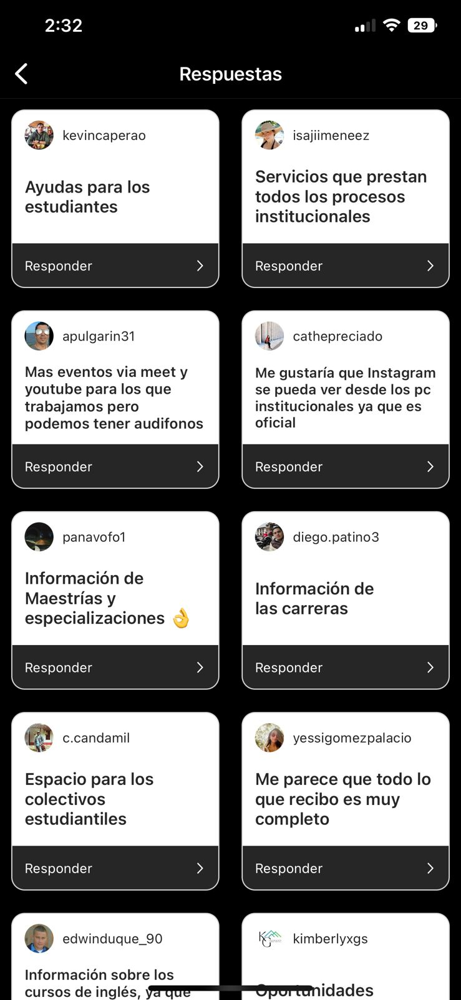 2:32
29
Respuestas
kevincaperao
Ayudas para los
estudiantes
Responder
isajiimeneez
Servicios que prestan
todos los procesos
institucionales
Responder
apulgarin31
Mas eventos via meet y
youtube para los que
trabajamos pero
podemos tener audifonos
Responder
cathepreciado
Me gustaría que Instagram
se pueda ver desde los pc
institucionales ya que es
oficial
Responder
panavofo1
Información de
Maestrías y
especializaciones 👌
Responder
diego.patino3
Información de
las carreras
Responder
c.candamil
Espacio para los
colectivos
estudiantiles
Responder
yessigomezpalacio
Me parece que todo lo
que recibo es muy
completo
Responder
edwinduque_90
Información sobre los
cursos de inglés, ya que
KG
kimberlyxgs
Oportunidades